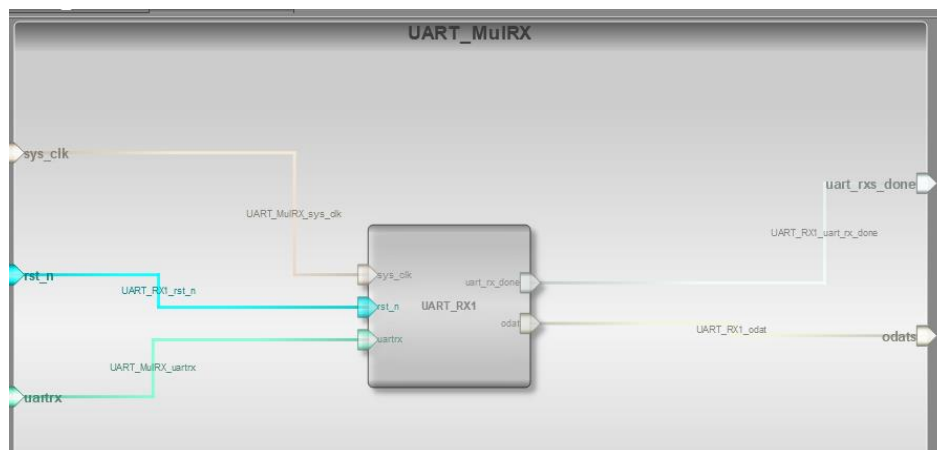 UART_MulRX
sys_clk
uart_rxs_done
UART_MulRX_sys_clk
UART_RX1_uart_rx_done
rst_n
sys_clk
uart_rx_done
UART_RX1_rst_n
rst_n
UART_RX1
odat
UART_RX1_odat
odats
uartrx
UART_MulRX_uartrx
uartrx